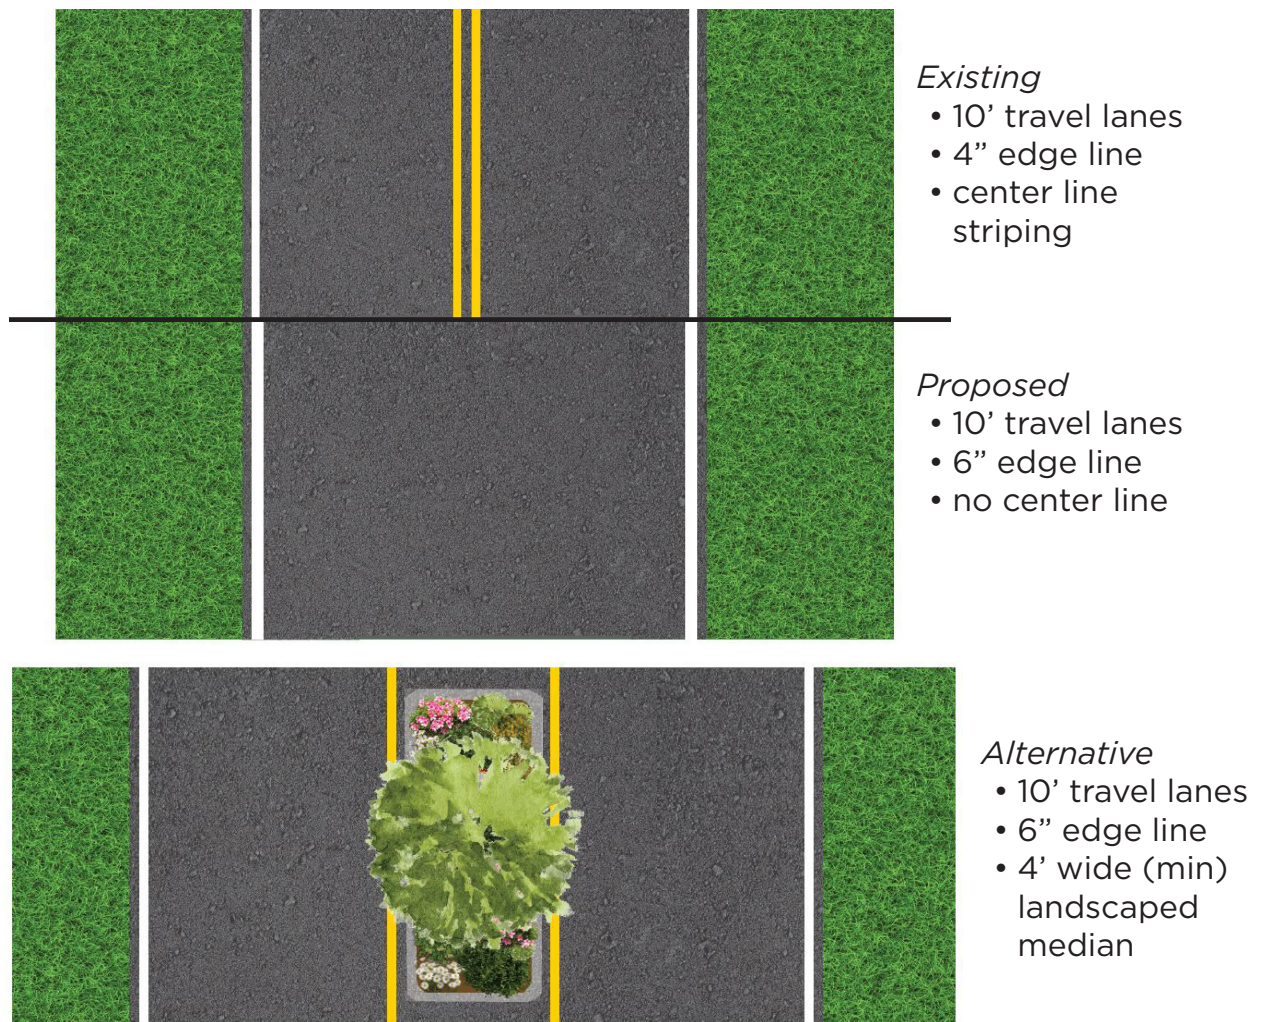 Existing
• 10’ travel lanes
• 4” edge line
• center line
striping
Proposed
• 10’ travel lanes
• 6” edge line
• no center line
Alternative
• 10’ travel lanes
• 6” edge line
• 4’ wide (min)
landscaped
median